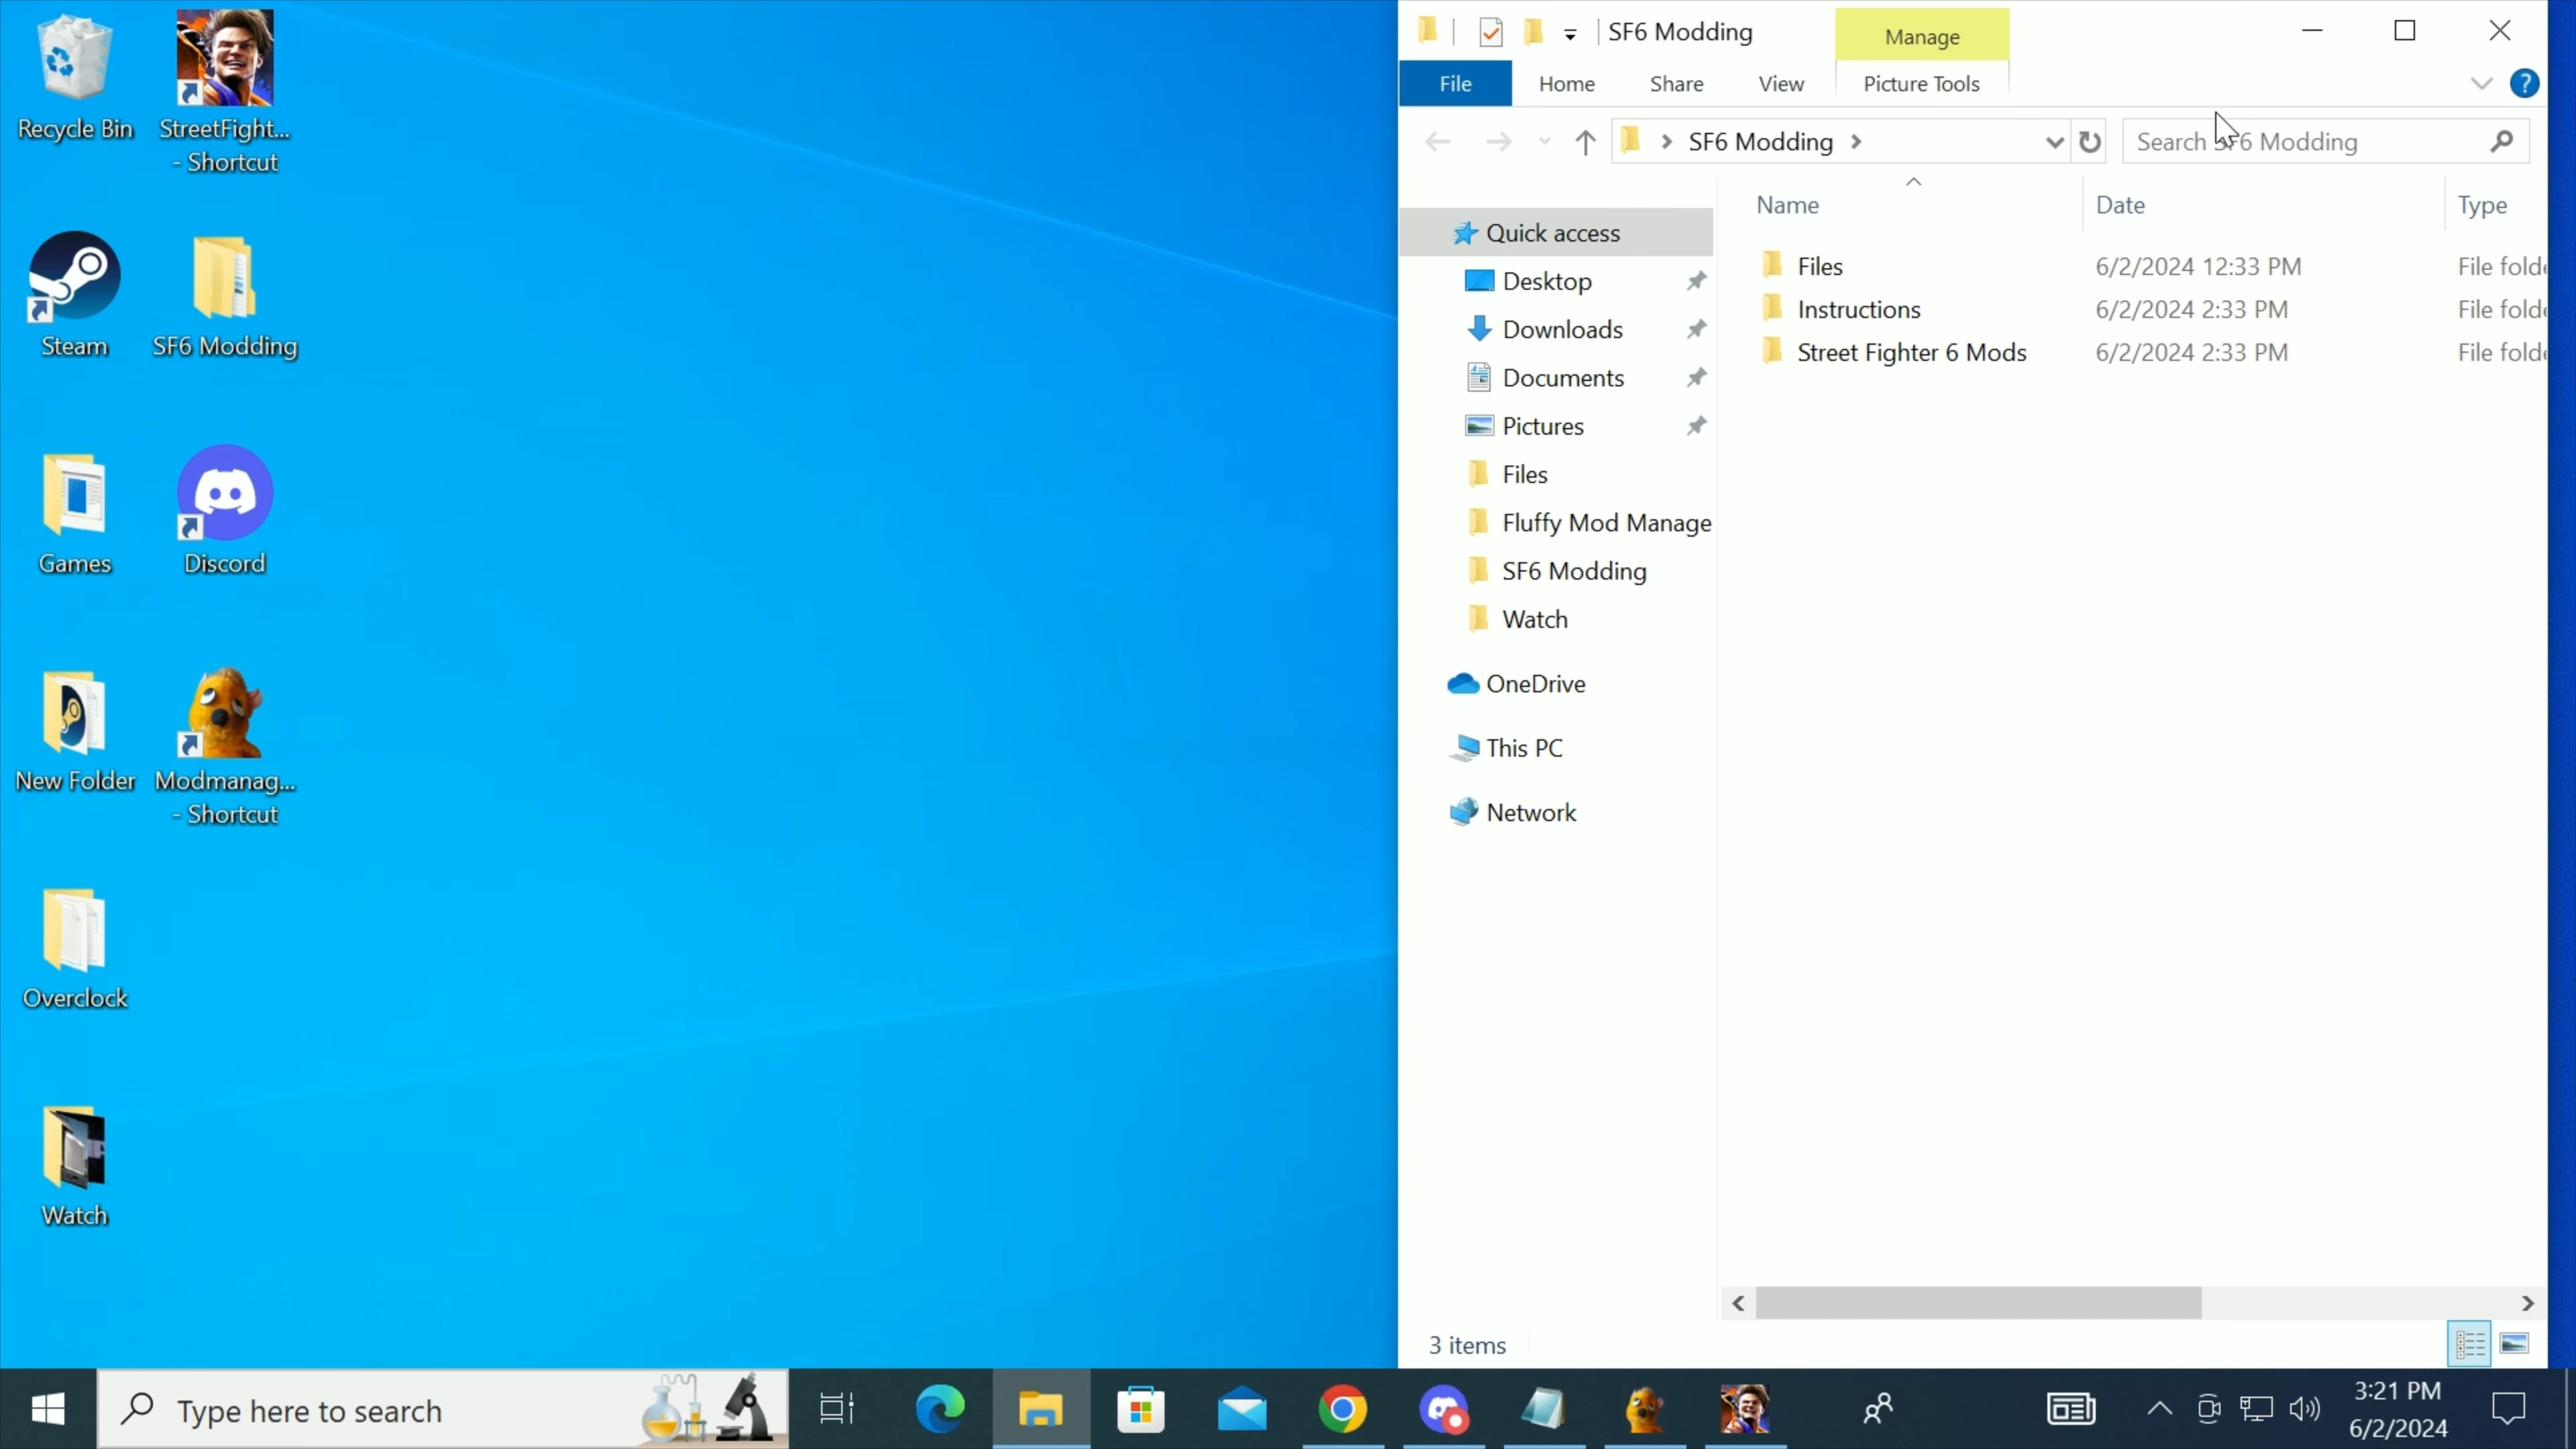 Recycle Bin
StreetFight...
- Shortcut
Steam
SF6 Modding
Games
Discord
New Folder
Modmanag...
- Shortcut
Overclock
Watch
SF6 Modding
Manage
File
Home
Share
View
Picture Tools
SF6 Modding
Search SF6 Modding
Name
Date
Type
Quick access
Desktop
Downloads
Documents
Pictures
Files
Fluffy Mod Manage
SF6 Modding
Watch
OneDrive
This PC
Network
Files 6/2/2024 12:33 PM File folde
Instructions 6/2/2024 2:33 PM File folde
Street Fighter 6 Mods 6/2/2024 2:33 PM File folde
3 items
Type here to search
3:21 PM
6/2/2024